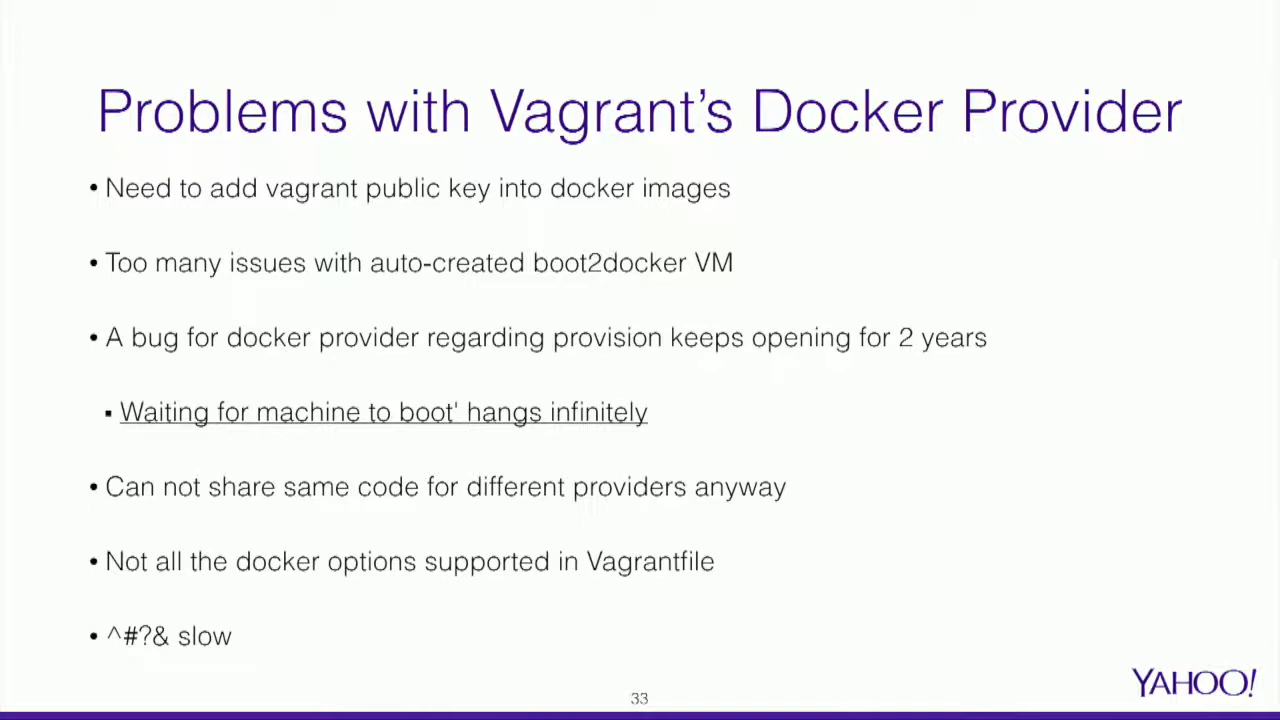 Problems with Vagrant’s Docker Provider
• Need to add vagrant public key into docker images
• Too many issues with auto-created boot2docker VM
• A bug for docker provider regarding provision keeps opening for 2 years
▪ Waiting for machine to boot' hangs infinitely
• Can not share same code for different providers anyway
• Not all the docker options supported in Vagrantfile
• ^#?& slow
YAHOO!
33